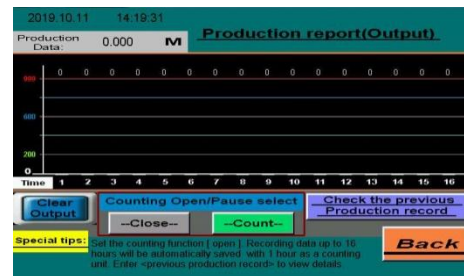 2019.10.11 14:19:31
Production report(Output)
Production Data: 0.000 M
0 0 0 0 0 0 0 0 0 0 0 0 0 0 0 0
800
600
200
0
Time 1 2 3 4 5 6 7 8 9 10 11 12 13 14 15 16
Clear Output
Counting Open/Pause select
--Close-- --Count--
Check the previous
Production record
Special tips:
Set the counting function [ open ]. Recording data up to 16
hours will be automatically saved with 1 hour as a counting
unit. Enter <previous production record> to view details
Back